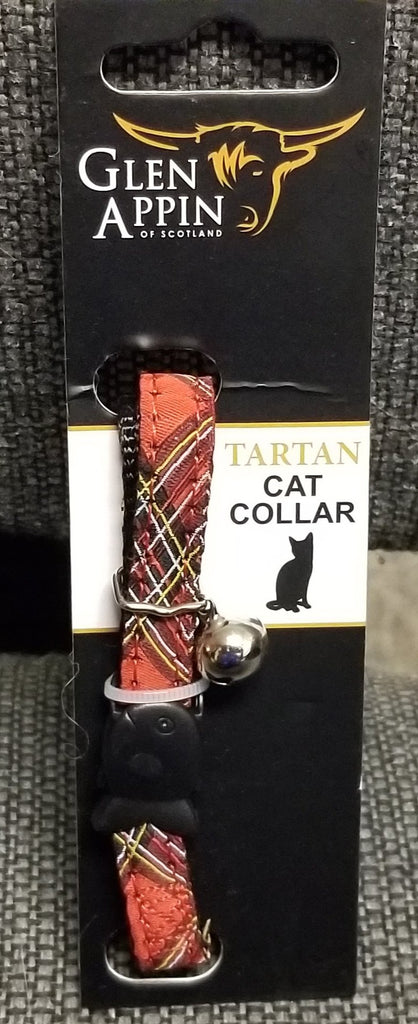 GLEN
APPIN
OF SCOTLAND
TARTAN
CAT
COLLAR